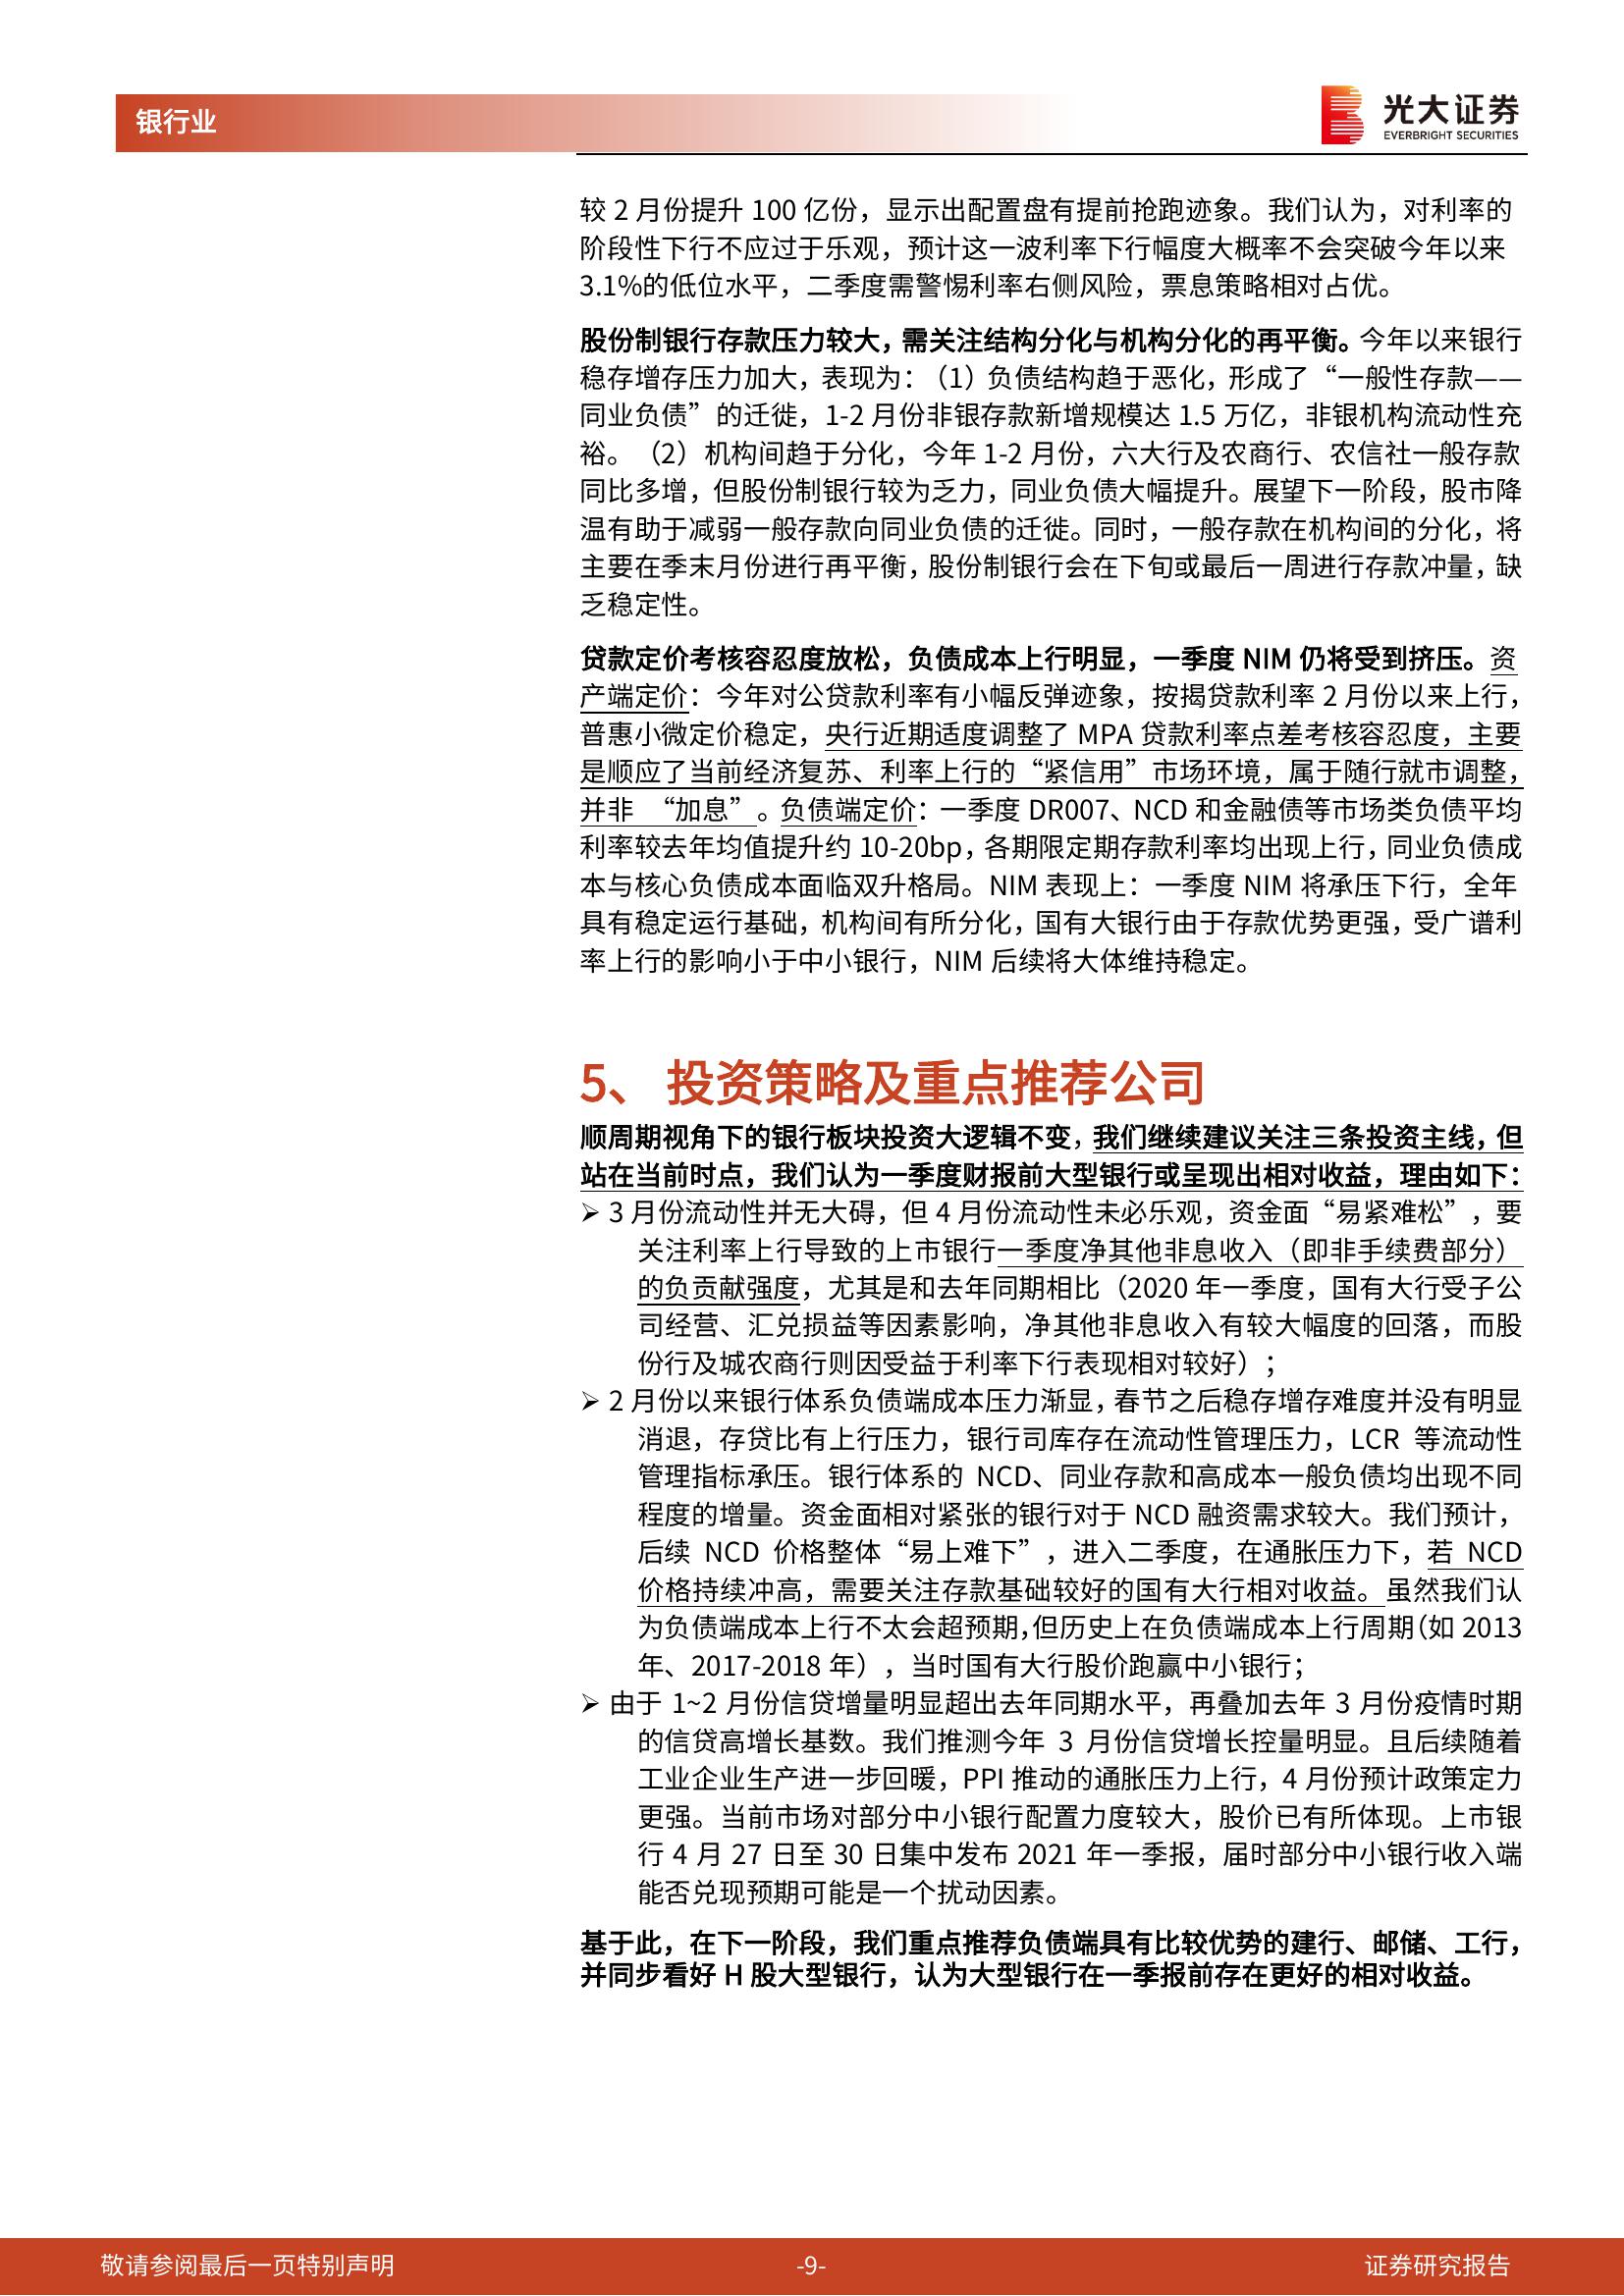 银行业
光大证券
EVERBRIGHT SECURITIES
较 2 月份提升 100 亿份，显示出配置盘有提前抢跑迹象。我们认为，对利率的
阶段性下行不应过于乐观，预计这一波利率下行幅度大概率不会突破今年以来
3.1%的低位水平，二季度需警惕利率右侧风险，票息策略相对占优。
股份制银行存款压力较大，需关注结构分化与机构分化的再平衡。今年以来银行
稳存增存压力加大，表现为：（1）负债结构趋于恶化，形成了“一般性存款——
同业负债”的迁徙，1-2 月份非银存款新增规模达 1.5 万亿，非银机构流动性充
裕。（2）机构间趋于分化，今年 1-2 月份，六大行及农商行、农信社一般存款
同比多增，但股份制银行较为乏力，同业负债大幅提升。展望下一阶段，股市降
温有助于减弱一般存款向同业负债的迁徙。同时，一般存款在机构间的分化，将
主要在季末月份进行再平衡，股份制银行会在下旬或最后一周进行存款冲量，缺
乏稳定性。
贷款定价考核容忍度放松，负债成本上行明显，一季度 NIM 仍将受到挤压。资
产端定价：今年对公贷款利率有小幅反弹迹象，按揭贷款利率 2 月份以来上行，
普惠小微定价稳定，央行近期适度调整了 MPA 贷款利率点差考核容忍度，主要
是顺应了当前经济复苏、利率上行的“紧信用”市场环境，属于随行就市调整，
并非 “加息”。负债端定价：一季度 DR007、NCD 和金融债等市场类负债平均
利率较去年均值提升约 10-20bp，各期限定期存款利率均出现上行，同业负债成
本与核心负债成本面临双升格局。NIM 表现上：一季度 NIM 将承压下行，全年
具有稳定运行基础，机构间有所分化，国有大银行由于存款优势更强，受广谱利
率上行的影响小于中小银行，NIM 后续将大体维持稳定。
5、 投资策略及重点推荐公司
顺周期视角下的银行板块投资大逻辑不变，我们继续建议关注三条投资主线，但
站在当前时点，我们认为一季度财报前大型银行或呈现出相对收益，理由如下：
➢ 3 月份流动性并无大碍，但 4 月份流动性未必乐观，资金面“易紧难松”，要
关注利率上行导致的上市银行一季度净其他非息收入（即非手续费部分）
的负贡献强度，尤其是和去年同期相比（2020 年一季度，国有大行受子公
司经营、汇兑损益等因素影响，净其他非息收入有较大幅度的回落，而股
份行及城农商行则因受益于利率下行表现相对较好）；
➢ 2 月份以来银行体系负债端成本压力渐显，春节之后稳存增存难度并没有明显
消退，存贷比有上行压力，银行司库存在流动性管理压力，LCR 等流动性
管理指标承压。银行体系的 NCD、同业存款和高成本一般负债均出现不同
程度的增量。资金面相对紧张的银行对于 NCD 融资需求较大。我们预计，
后续 NCD 价格整体“易上难下”，进入二季度，在通胀压力下，若 NCD
价格持续冲高，需要关注存款基础较好的国有大行相对收益。虽然我们认
为负债端成本上行不太会超预期，但历史上在负债端成本上行周期（如 2013
年、2017-2018 年），当时国有大行股价跑赢中小银行；
➢ 由于 1~2 月份信贷增量明显超出去年同期水平，再叠加去年 3 月份疫情时期
的信贷高增长基数。我们推测今年 3 月份信贷增长控量明显。且后续随着
工业企业生产进一步回暖，PPI 推动的通胀压力上行，4 月份预计政策定力
更强。当前市场对部分中小银行配置力度较大，股价已有所体现。上市银
行 4 月 27 日至 30 日集中发布 2021 年一季报，届时部分中小银行收入端
能否兑现预期可能是一个扰动因素。
基于此，在下一阶段，我们重点推荐负债端具有比较优势的建行、邮储、工行，
并同步看好 H 股大型银行，认为大型银行在一季报前存在更好的相对收益。
敬请参阅最后一页特别声明
-9-
证券研究报告